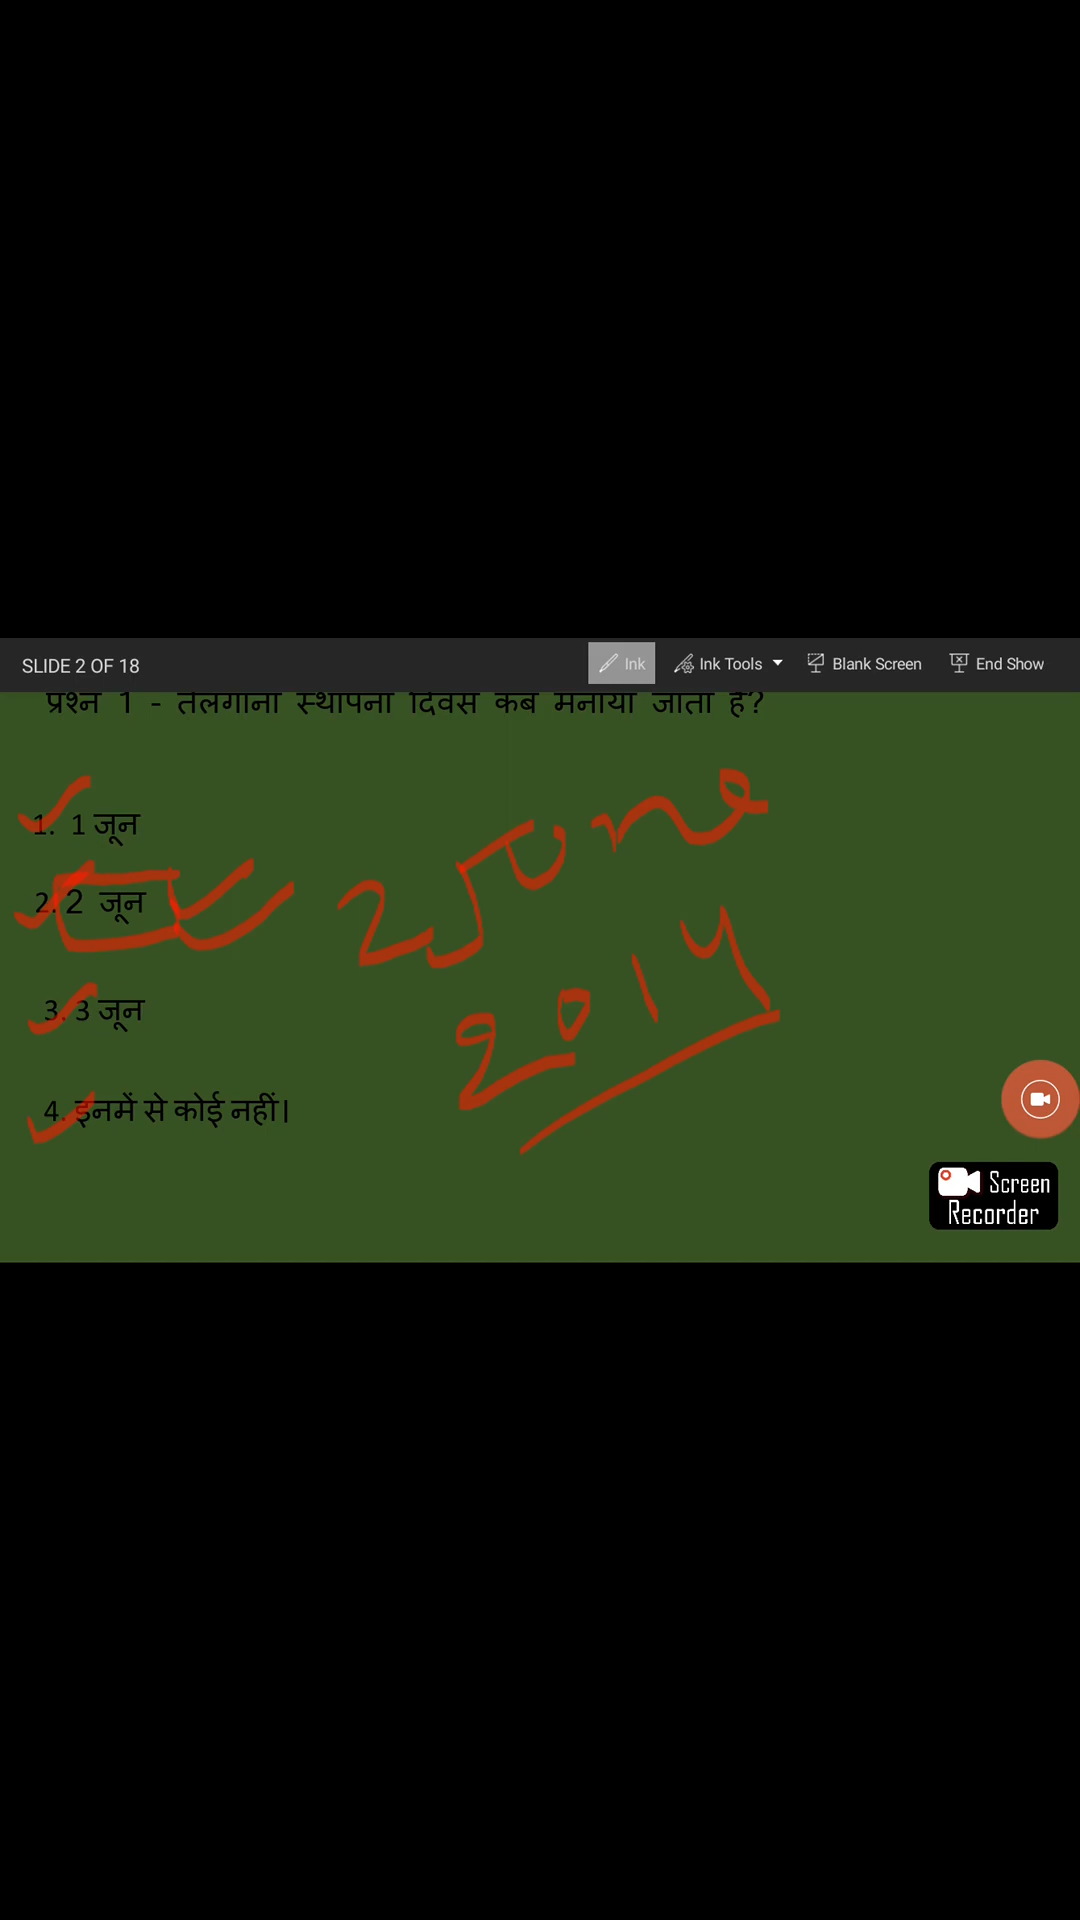 SLIDE 2 OF 18 Ink Ink Tools Blank Screen End Show
प्रश्न 1 - तेलंगाना स्थापना दिवस कब मनाया जाता है?
1. 1 जून
2. 2 जून
2 June
3. 3 जून
2014
4. इनमें से कोई नहीं।
Screen
Recorder